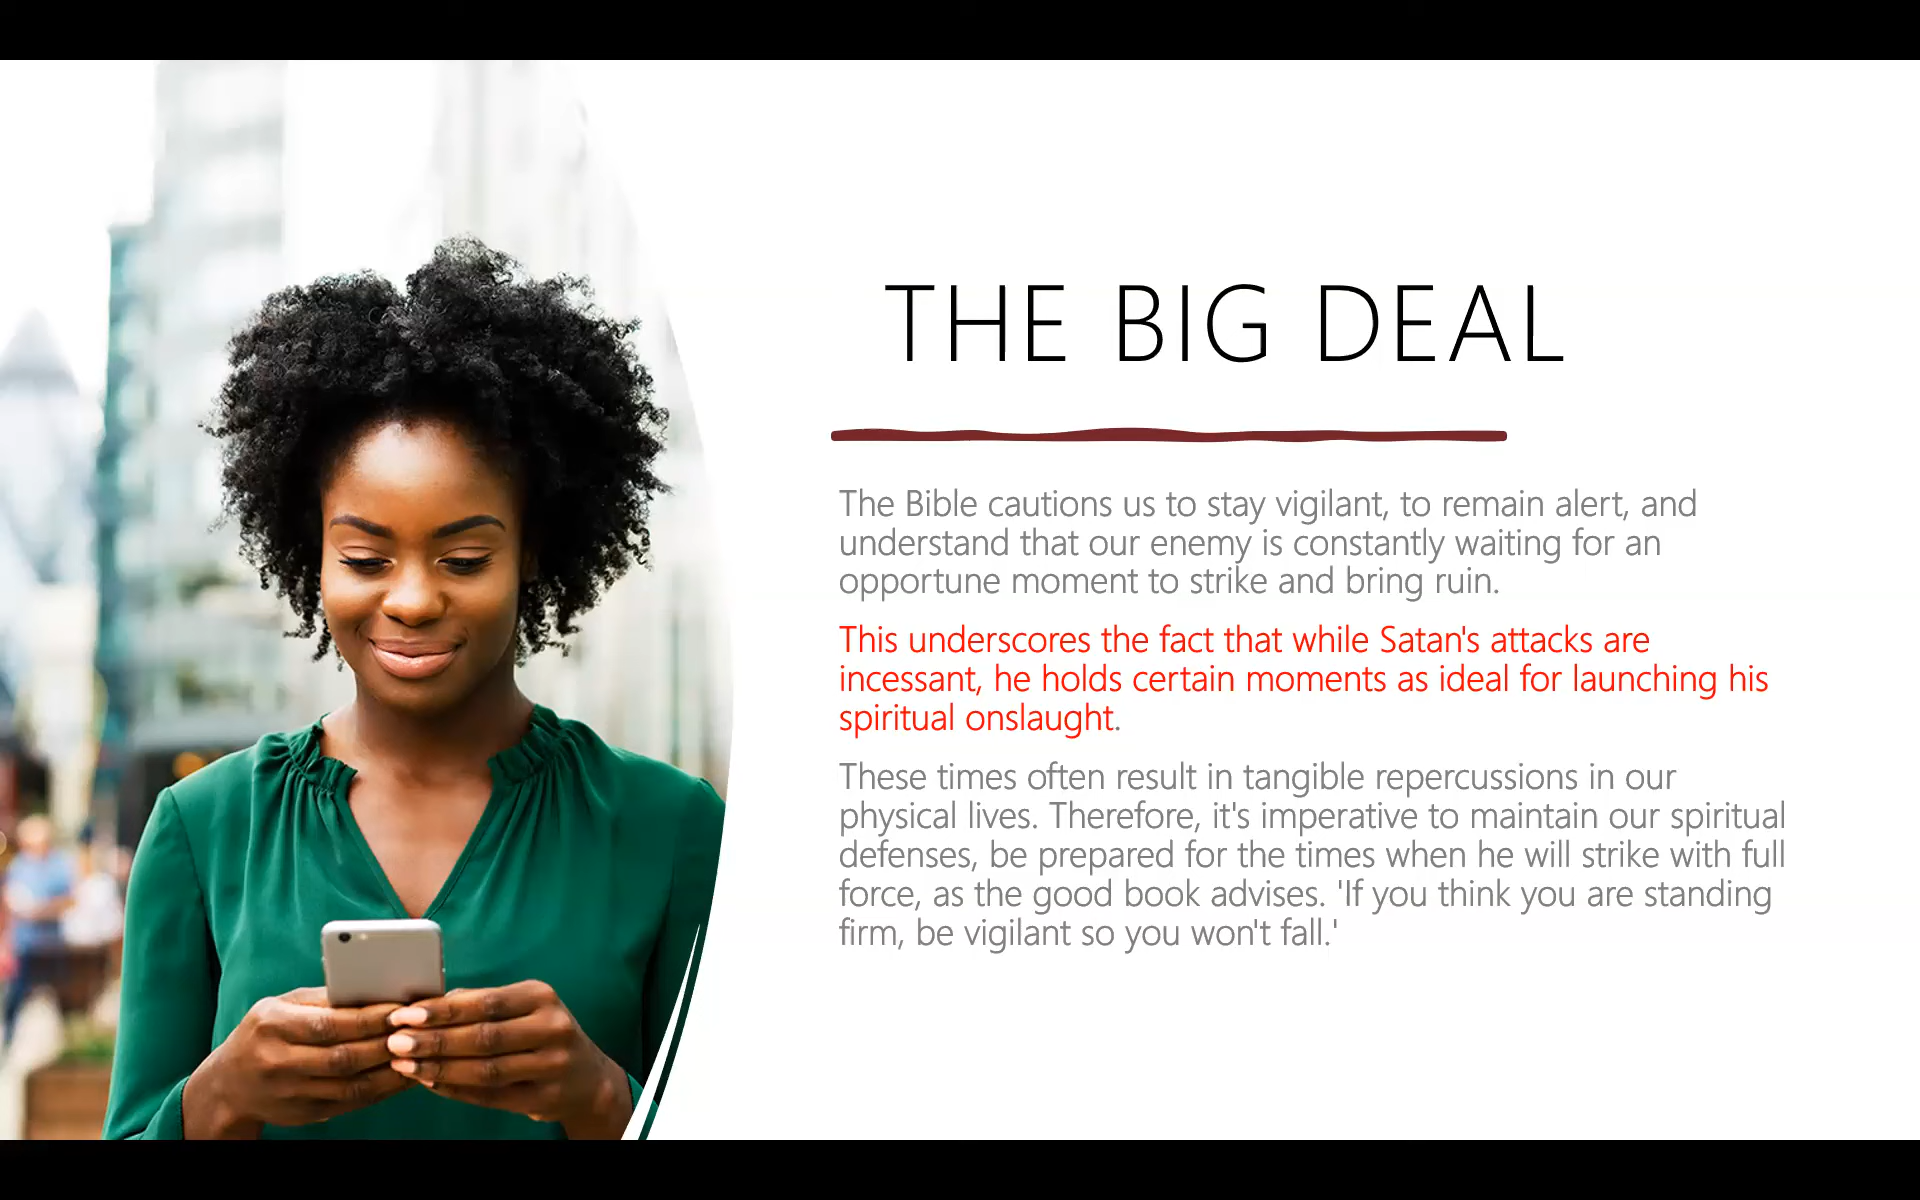 THE BIG DEAL
The Bible cautions us to stay vigilant, to remain alert, and
understand that our enemy is constantly waiting for an
opportune moment to strike and bring ruin.
This underscores the fact that while Satan's attacks are
incessant, he holds certain moments as ideal for launching his
spiritual onslaught.
These times often result in tangible repercussions in our
physical lives. Therefore, it's imperative to maintain our spiritual
defenses, be prepared for the times when he will strike with full
force, as the good book advises. 'If you think you are standing
firm, be vigilant so you won't fall.'